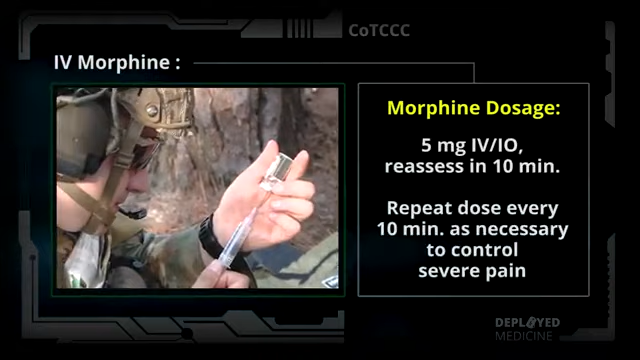 CoTCCC
IV Morphine :
Morphine Dosage:
5 mg IV/IO,
reassess in 10 min.
Repeat dose every
10 min. as necessary
to control
severe pain
DEPLOYED
MEDICINE